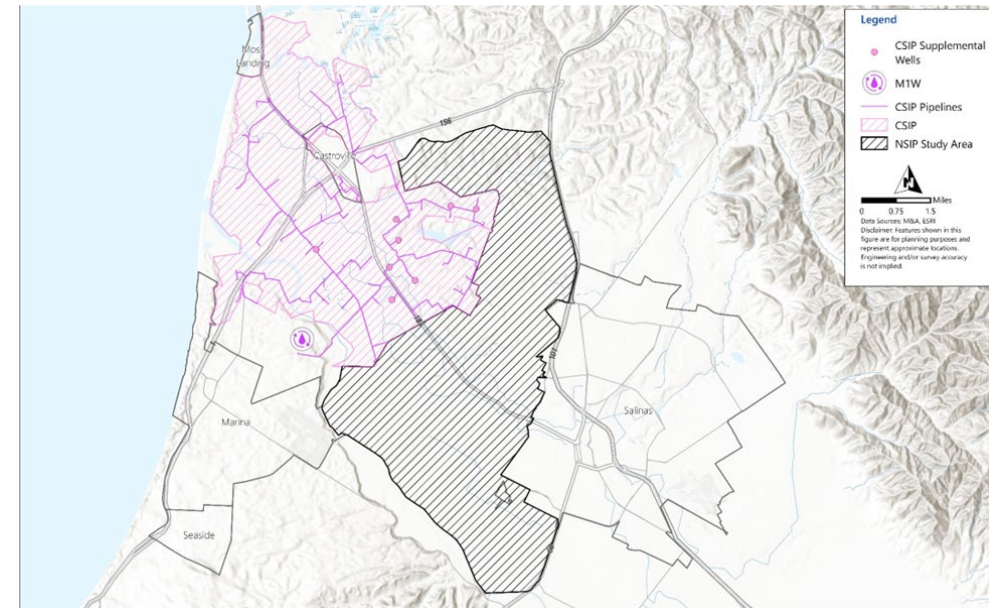 Legend
CSIP Supplemental
Wells
M1W
CSIP Pipelines
CSIP
NSIP Study Area
N
Miles
0 0.75 1.5
Data Sources: M&A, ESRI
Disclaimer: Features shown in this
figure are for planning purposes and
represent approximate locations.
Engineering and/or survey accuracy
is not implied.
Moss
Landing
156
Castroville
183
101
Salinas
Marina
Seaside